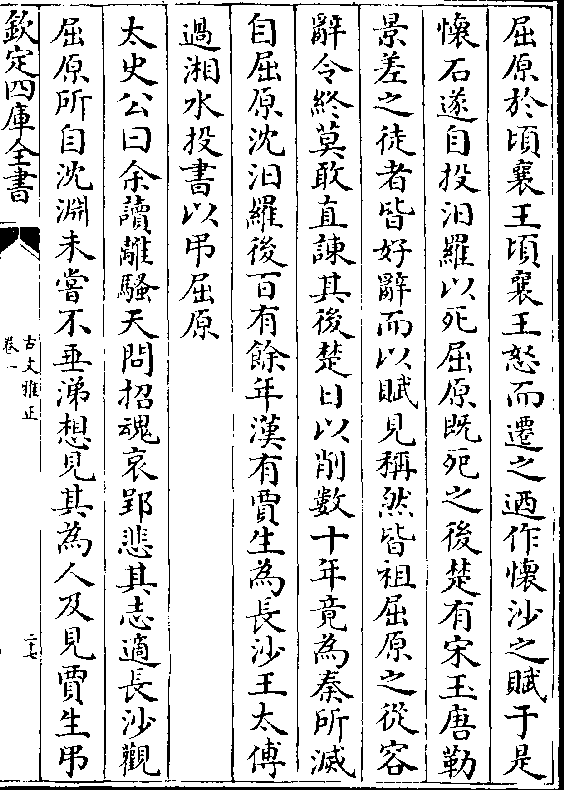 屈原於頃襄王頃襄王怒而遷之迺作懷沙之賦于是
懷石遂自投汨羅以死屈原既死之後楚有宋玉唐勒
景差之徒者皆好辭而以賦見稱然皆祖屈原之從容
辭令終莫敢直諫其後楚日以削數十年竟為秦所滅
自屈原沈汨羅後百有餘年漢有賈生為長沙王太傅
過湘水投書以弔屈原
太史公曰余讀離騷天問招魂哀郢悲其志適長沙觀
屈原所自沈淵未嘗不垂涕想見其為人及見賈生弔
欽定四庫全書
古文雅正
卷一
二七